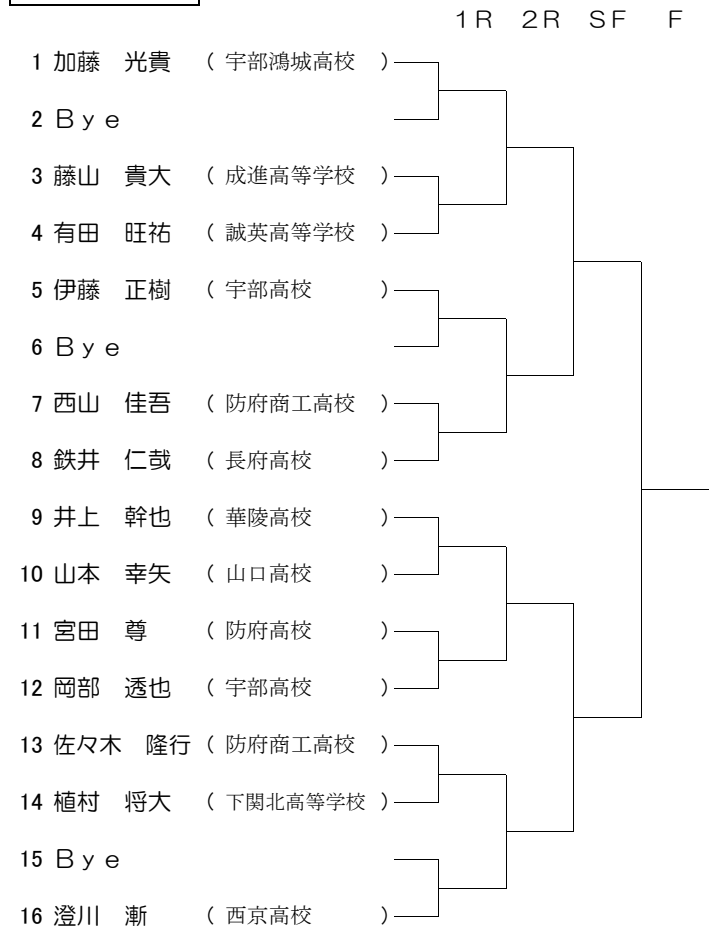 １Ｒ ２Ｒ ＳＦ Ｆ
1 加藤　光貴 （ 宇部鴻城高校 ）
2 Ｂｙｅ
3 藤山　貴大 （ 成進高等学校 ）
4 有田　旺祐 （ 誠英高等学校 ）
5 伊藤　正樹 （ 宇部高校 ）
6 Ｂｙｅ
7 西山　佳吾 （ 防府商工高校 ）
8 鉄井　仁哉 （ 長府高校 ）
9 井上　幹也 （ 華陵高校 ）
10 山本　幸矢 （ 山口高校 ）
11 宮田　尊 （ 防府高校 ）
12 岡部　透也 （ 宇部高校 ）
13 佐々木　隆行 （ 防府商工高校 ）
14 植村　将大 （ 下関北高等学校 ）
15 Ｂｙｅ
16 澄川　漸 （ 西京高校 ）